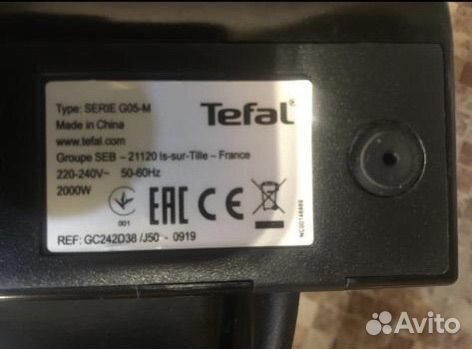 Type: SERIE G05-M
Tefal
Made in China
www.tefal.com
Groupe SEB – 21120 Is-sur-Tille – France
220-240V~ 50-60Hz
2000W
001
EAC CE
REF: GC242D38 /J50 - 0919
Avito